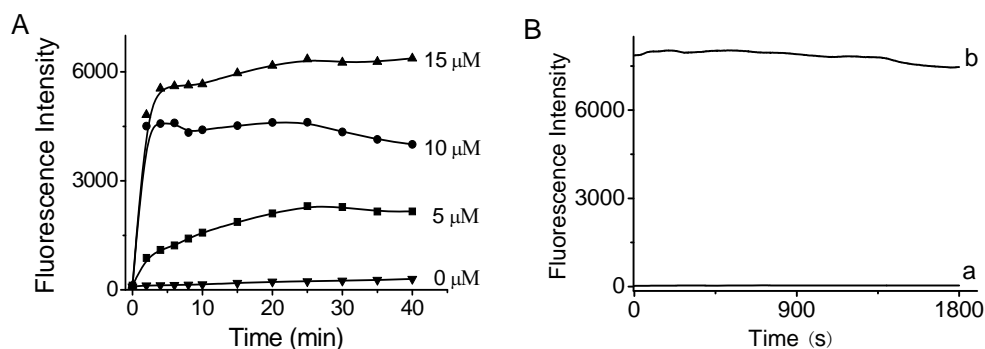 A
Fluorescence Intensity
6000
3000
0
15 μM
10 μM
5 μM
0 μM
0 10 20 30 40
Time (min)
B
Fluorescence Intensity
6000
3000
0
b
a
0 900 1800
Time (s)